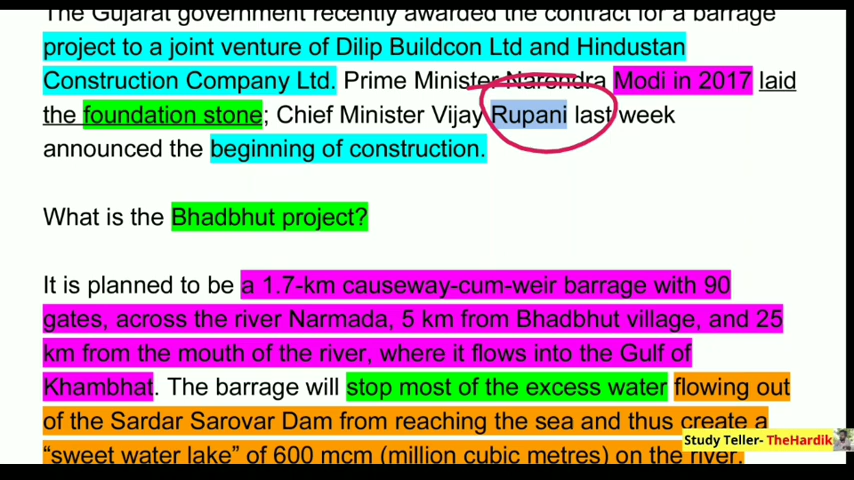 The Gujarat government recently awarded the contract for a barrage
project to a joint venture of Dilip Buildcon Ltd and Hindustan
Construction Company Ltd. Prime Minister Narendra Modi in 2017 laid
the foundation stone; Chief Minister Vijay Rupani last week
announced the beginning of construction.
What is the Bhadbhut project?
It is planned to be a 1.7-km causeway-cum-weir barrage with 90
gates, across the river Narmada, 5 km from Bhadbhut village, and 25
km from the mouth of the river, where it flows into the Gulf of
Khambhat. The barrage will stop most of the excess water flowing out
of the Sardar Sarovar Dam from reaching the sea and thus create a
“sweet water lake” of 600 mcm (million cubic metres) on the river.
Study Teller- TheHardik